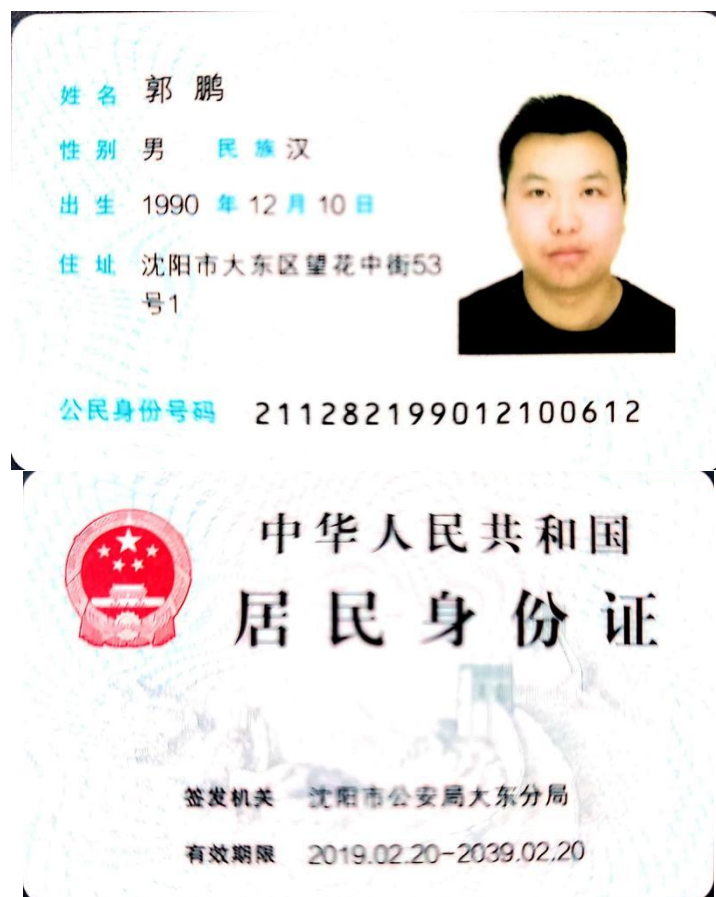 姓名 郭鹏
性别 男 民族 汉
出生 1990 年 12 月 10 日
住址 沈阳市大东区望花中街53
号1
公民身份号码 211282199012100612
中华人民共和国
居民身份证
签发机关 沈阳市公安局大东分局
有效期限 2019.02.20-2039.02.20